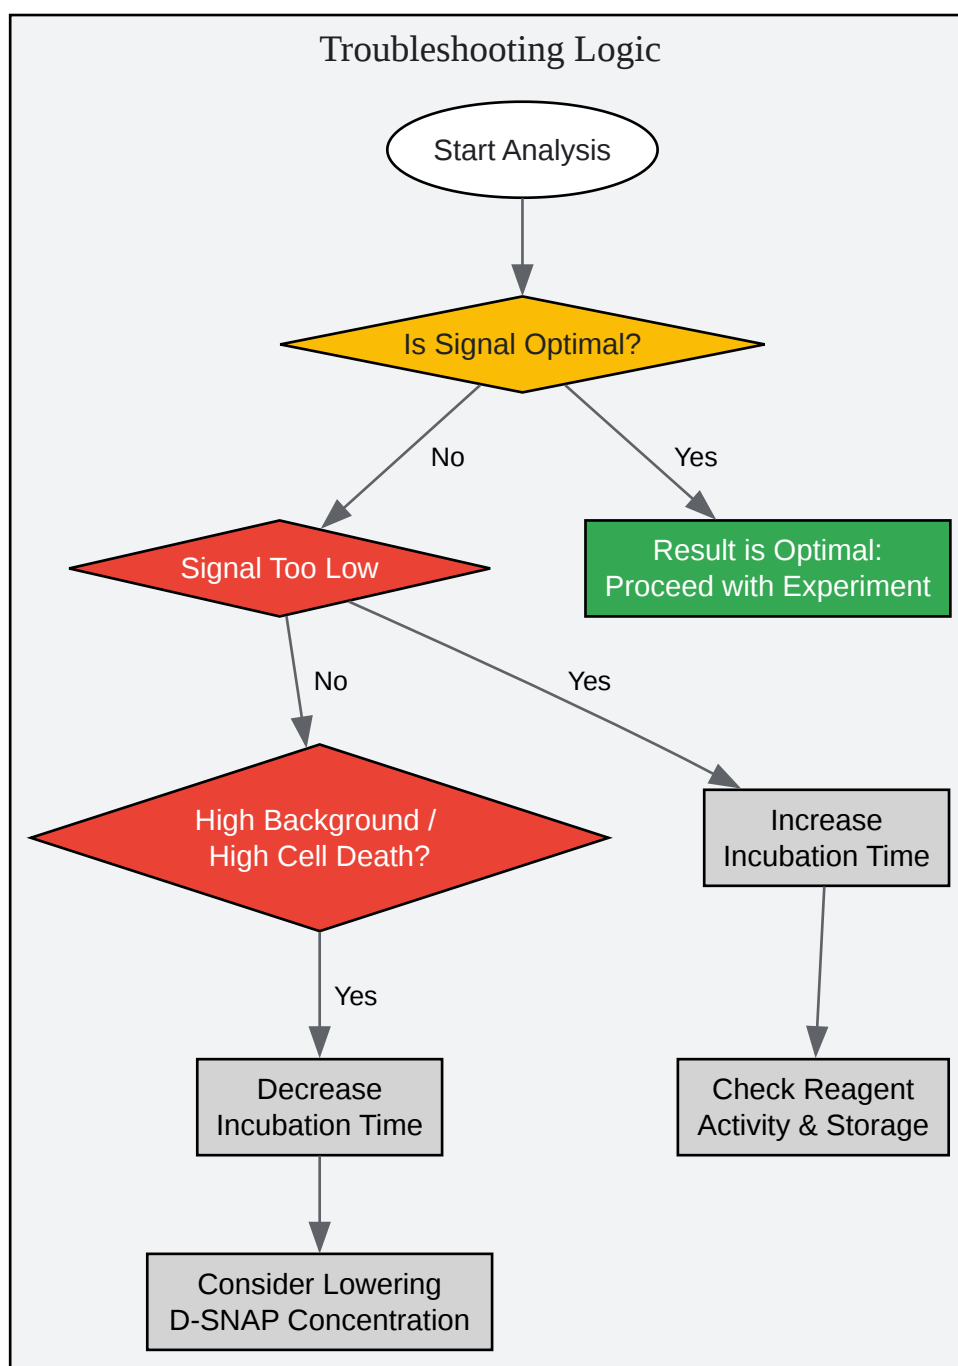 Troubleshooting Logic
Start Analysis
Is Signal Optimal?
No
Yes
Signal Too Low
Result is Optimal:
Proceed with Experiment
No
Yes
High Background /
High Cell Death?
Increase
Incubation Time
Yes
Decrease
Incubation Time
Check Reagent
Activity & Storage
Consider Lowering
D-SNAP Concentration